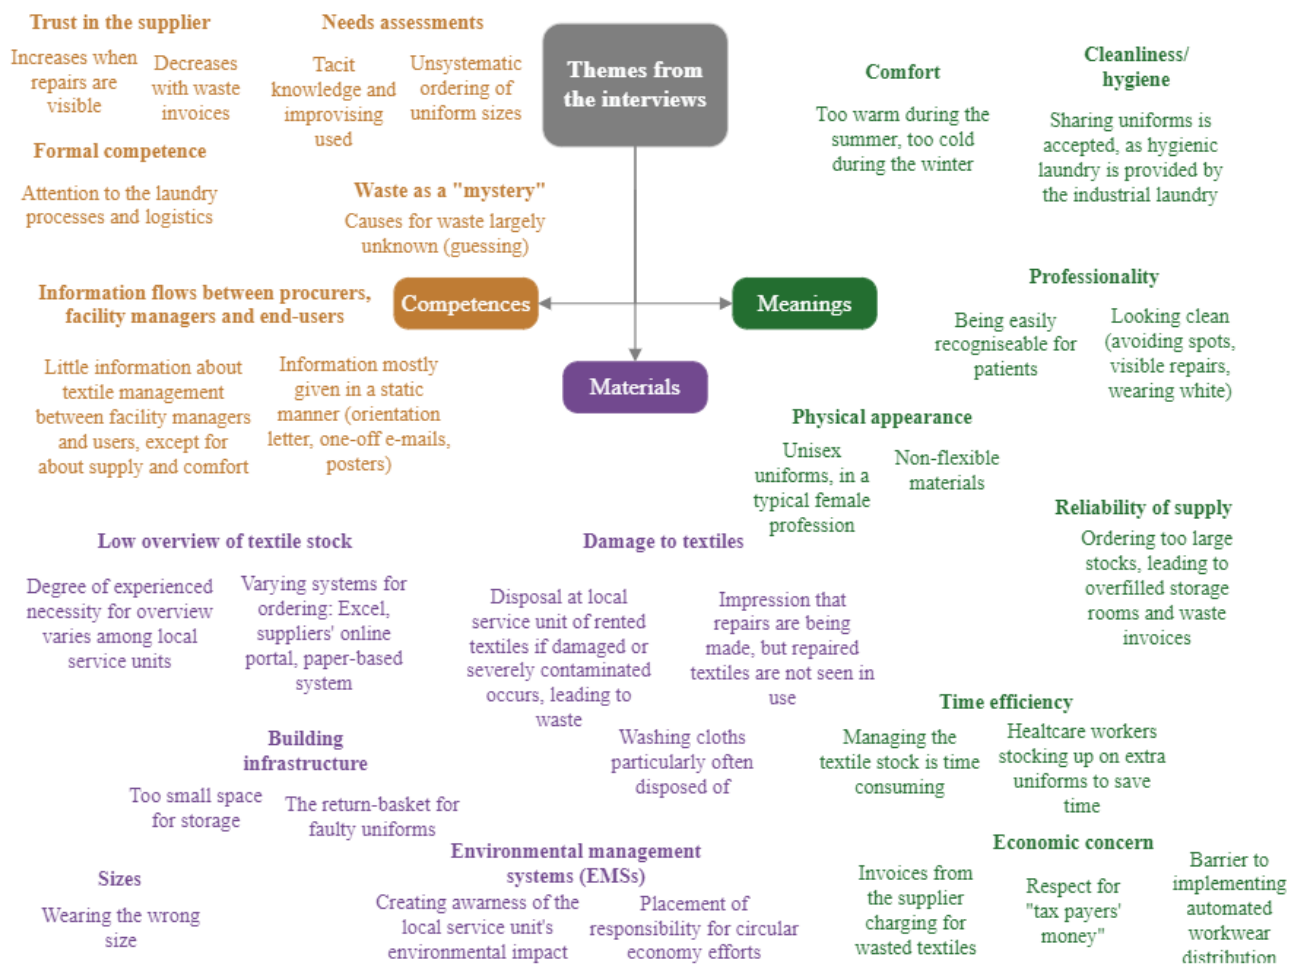 Trust in the supplier
Increases when
repairs are
visible
Decreases
with waste
invoices
Needs assessments
Tacit
knowledge and
improvising
used
Unsystematic
ordering of
uniform sizes
Formal competence
Attention to the laundry
processes and logistics
Waste as a "mystery"
Causes for waste largely
unknown (guessing)
Information flows between procurers,
facility managers and end-users
Little information about
textile management
between facility managers
and users, except for
about supply and comfort
Information mostly
given in a static
manner (orientation
letter, one-off e-mails,
posters)
Themes from
the interviews
Competences
Meanings
Materials
Comfort
Too warm during the
summer, too cold
during the winter
Cleanliness/
hygiene
Sharing uniforms is
accepted, as hygienic
laundry is provided by
the industrial laundry
Professionality
Being easily
recogniseable for
patients
Looking clean
(avoiding spots,
visible repairs,
wearing white)
Physical appearance
Unisex
uniforms, in a
typical female
profession
Non-flexible
materials
Reliability of supply
Ordering too large
stocks, leading to
overfilled storage
rooms and waste
invoices
Low overview of textile stock
Degree of experienced
necessity for overview
varies among local
service units
Varying systems for
ordering: Excel,
suppliers' online
portal, paper-based
system
Damage to textiles
Disposal at local
service unit of rented
textiles if damaged or
severely contaminated
occurs, leading to
waste
Impression that
repairs are being
made, but repaired
textiles are not seen in
use
Washing cloths
particularly often
disposed of
Time efficiency
Managing the
textile stock is time
consuming
Healtcare workers
stocking up on extra
uniforms to save
time
Building
infrastructure
Too small space
for storage
The return-basket for
faulty uniforms
Sizes
Wearing the wrong
size
Environmental management
systems (EMSs)
Creating awarness of the
local service unit's
environmental impact
Placement of
responsibility for circular
economy efforts
Economic concern
Invoices from
the supplier
charging for
wasted textiles
Respect for
"tax payers'
money"
Barrier to
implementing
automated
workwear
distribution